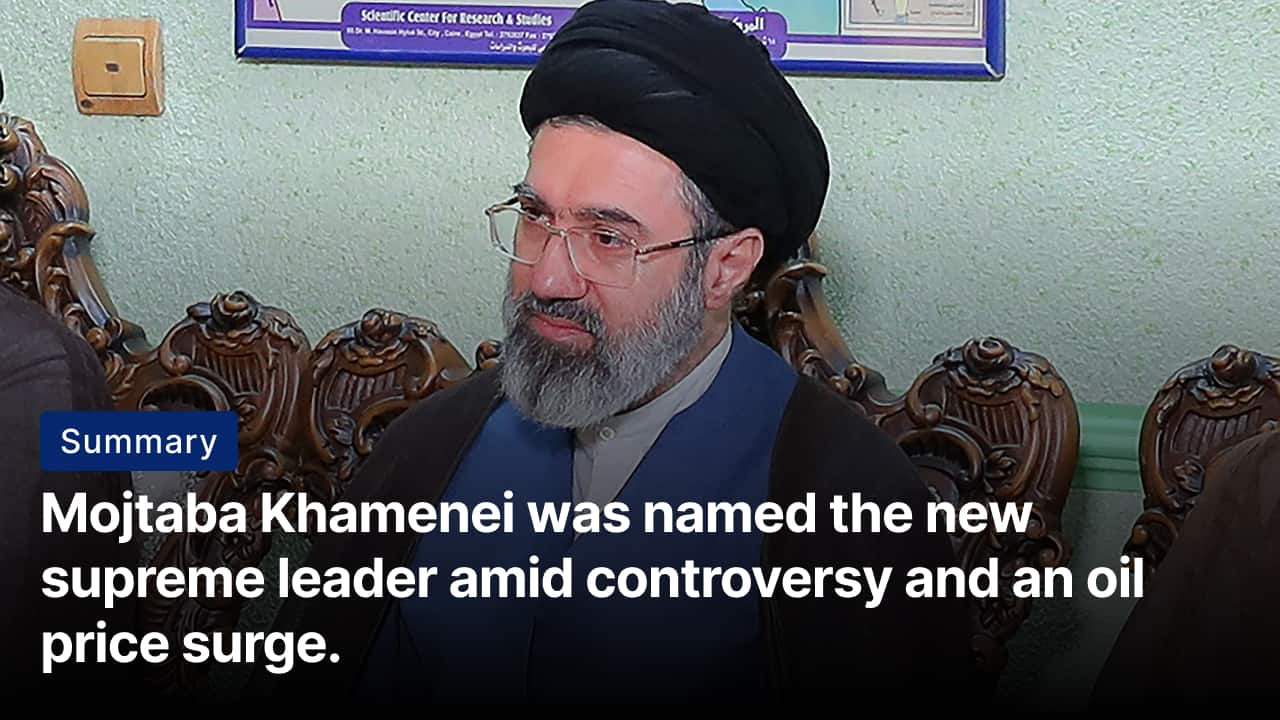 Scientific Center For Research & Studies
Summary
Mojtaba Khamenei was named the new
supreme leader amid controversy and an oil
price surge.